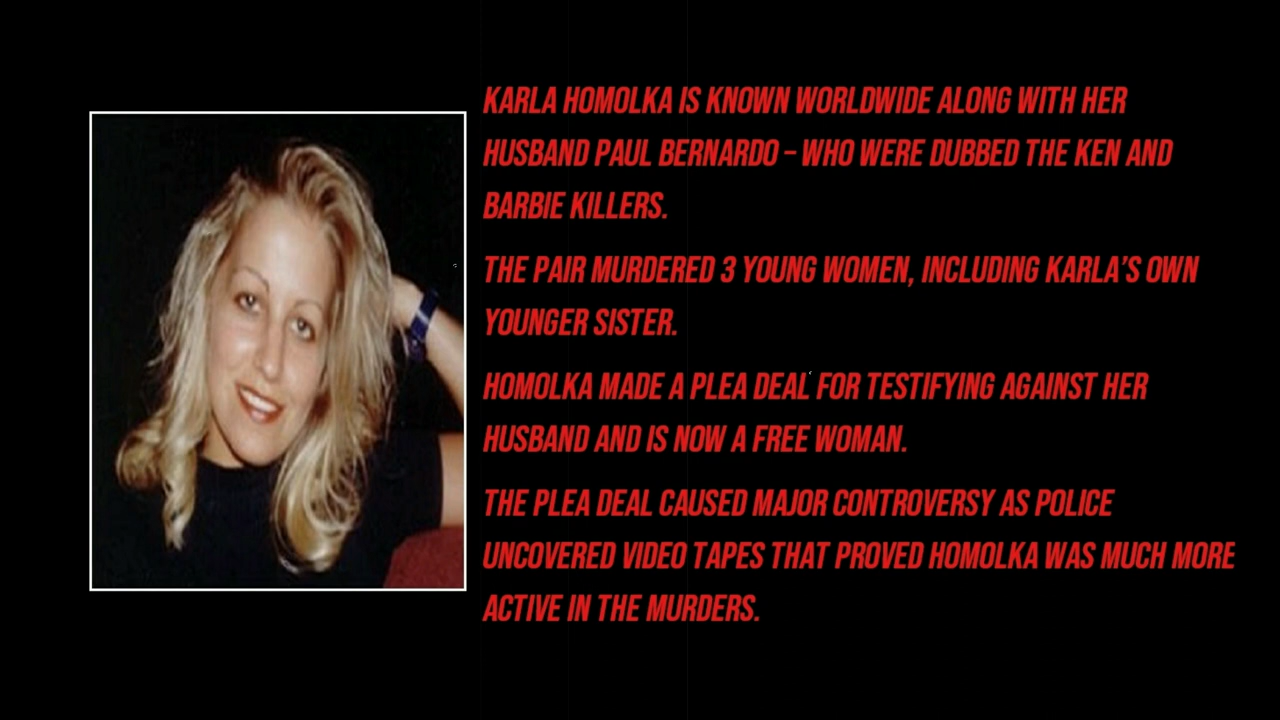 KARLA HOMOLKA IS KNOWN WORLDWIDE ALONG WITH HER
HUSBAND PAUL BERNARDO – WHO WERE DUBBED THE KEN AND
BARBIE KILLERS.
THE PAIR MURDERED 3 YOUNG WOMEN, INCLUDING KARLA'S OWN
YOUNGER SISTER.
HOMOLKA MADE A PLEA DEAL FOR TESTIFYING AGAINST HER
HUSBAND AND IS NOW A FREE WOMAN.
THE PLEA DEAL CAUSED MAJOR CONTROVERSY AS POLICE
UNCOVERED VIDEO TAPES THAT PROVED HOMOLKA WAS MUCH MORE
ACTIVE IN THE MURDERS.